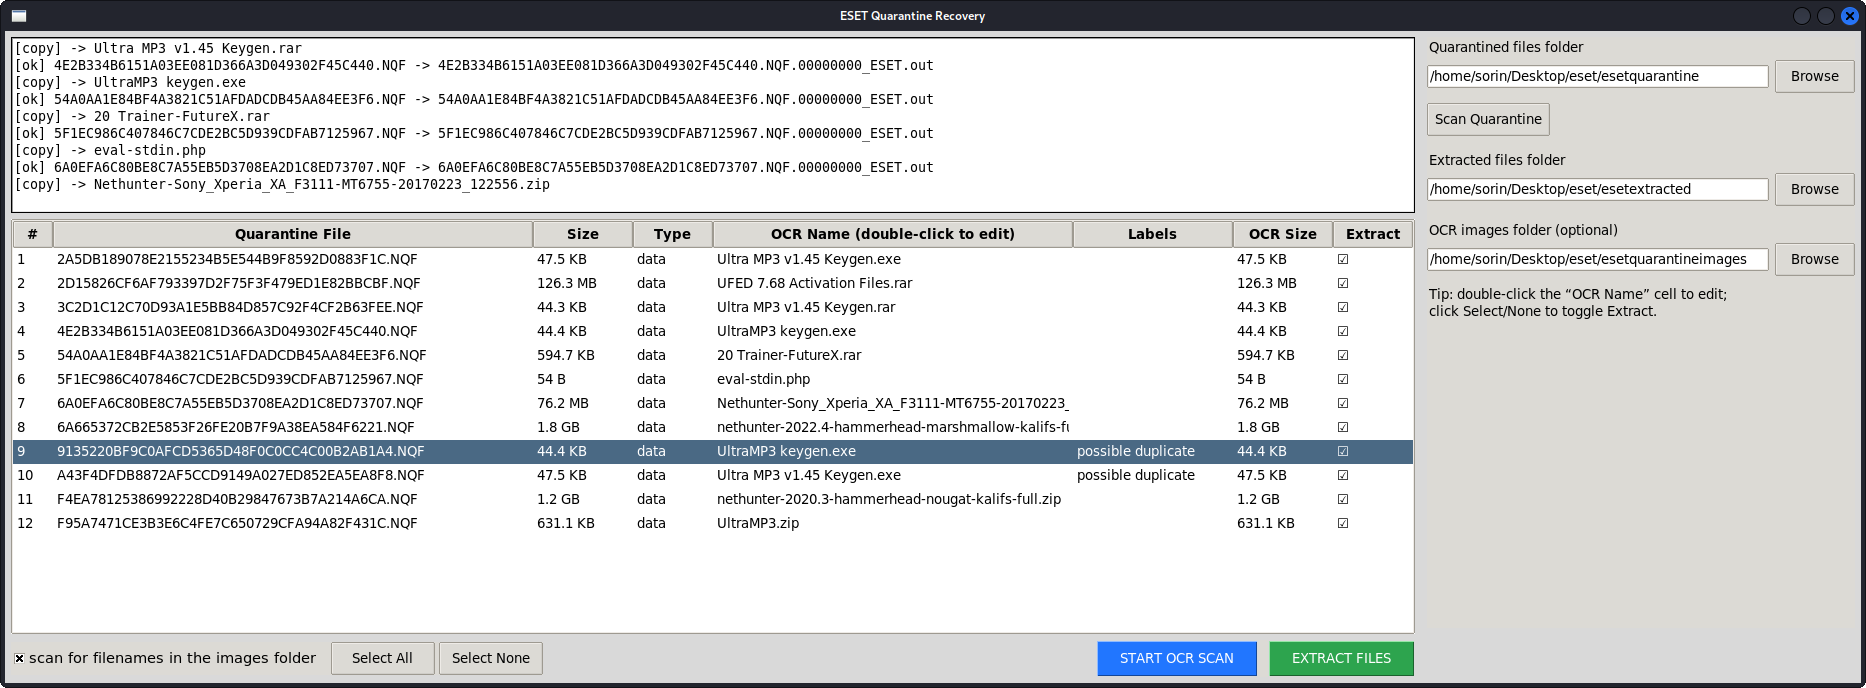 ESET Quarantine Recovery
[copy] -> Ultra MP3 v1.45 Keygen.rar
[ok] 4E2B334B6151A03EE081D366A3D049302F45C440.NQF -> 4E2B334B6151A03EE081D366A3D049302F45C440.NQF.00000000_ESET.out
[copy] -> UltraMP3 keygen.exe
[ok] 54A0AA1E84BF4A3821C51AFDADCDB45AA84EE3F6.NQF -> 54A0AA1E84BF4A3821C51AFDADCDB45AA84EE3F6.NQF.00000000_ESET.out
[copy] -> 20 Trainer-FutureX.rar
[ok] 5F1EC986C407846C7CDE2BC5D939CDFAB7125967.NQF -> 5F1EC986C407846C7CDE2BC5D939CDFAB7125967.NQF.00000000_ESET.out
[copy] -> eval-stdin.php
[ok] 6A0EFA6C80BE8C7A55EB5D3708EA2D1C8ED73707.NQF -> 6A0EFA6C80BE8C7A55EB5D3708EA2D1C8ED73707.NQF.00000000_ESET.out
[copy] -> Nethunter-Sony_Xperia_XA_F3111-MT6755-20170223_122556.zip
# Quarantine File Size Type OCR Name (double-click to edit) Labels OCR Size Extract
1 2A5DB189078E2155234B5E544B9F8592D0883F1C.NQF 47.5 KB data Ultra MP3 v1.45 Keygen.exe 47.5 KB ☑
2 2D15826CF6AF793397D2F75F3F479ED1E82BBCBF.NQF 126.3 MB data UFED 7.68 Activation Files.rar 126.3 MB ☑
3 3C2D1C12C70D93A1E5BB84D857C92F4CF2B63FEE.NQF 44.3 KB data Ultra MP3 v1.45 Keygen.rar 44.3 KB ☑
4 4E2B334B6151A03EE081D366A3D049302F45C440.NQF 44.4 KB data UltraMP3 keygen.exe 44.4 KB ☑
5 54A0AA1E84BF4A3821C51AFDADCDB45AA84EE3F6.NQF 594.7 KB data 20 Trainer-FutureX.rar 594.7 KB ☑
6 5F1EC986C407846C7CDE2BC5D939CDFAB7125967.NQF 54 B data eval-stdin.php 54 B ☑
7 6A0EFA6C80BE8C7A55EB5D3708EA2D1C8ED73707.NQF 76.2 MB data Nethunter-Sony_Xperia_XA_F3111-MT6755-20170223_ 76.2 MB ☑
8 6A665372CB2E5853F26FE20B7F9A38EA584F6221.NQF 1.8 GB data nethunter-2022.4-hammerhead-marshmallow-kalifs-fu 1.8 GB ☑
9 9135220BF9C0AFCD5365D48F0C0CC4C00B2AB1A4.NQF 44.4 KB data UltraMP3 keygen.exe possible duplicate 44.4 KB ☑
10 A43F4DFDB8872AF5CCD9149A027ED852EA5EA8F8.NQF 47.5 KB data Ultra MP3 v1.45 Keygen.exe possible duplicate 47.5 KB ☑
11 F4EA78125386992228D40B29847673B7A214A6CA.NQF 1.2 GB data nethunter-2020.3-hammerhead-nougat-kalifs-full.zip 1.2 GB ☑
12 F95A7471CE3B3E6C4FE7C650729CFA94A82F431C.NQF 631.1 KB data UltraMP3.zip 631.1 KB ☑
scan for filenames in the images folder Select All Select None START OCR SCAN EXTRACT FILES
Quarantined files folder
/home/sorin/Desktop/eset/esetquarantine Browse
Scan Quarantine
Extracted files folder
/home/sorin/Desktop/eset/esetextracted Browse
OCR images folder (optional)
/home/sorin/Desktop/eset/esetquarantineimages Browse
Tip: double-click the “OCR Name” cell to edit;
click Select/None to toggle Extract.